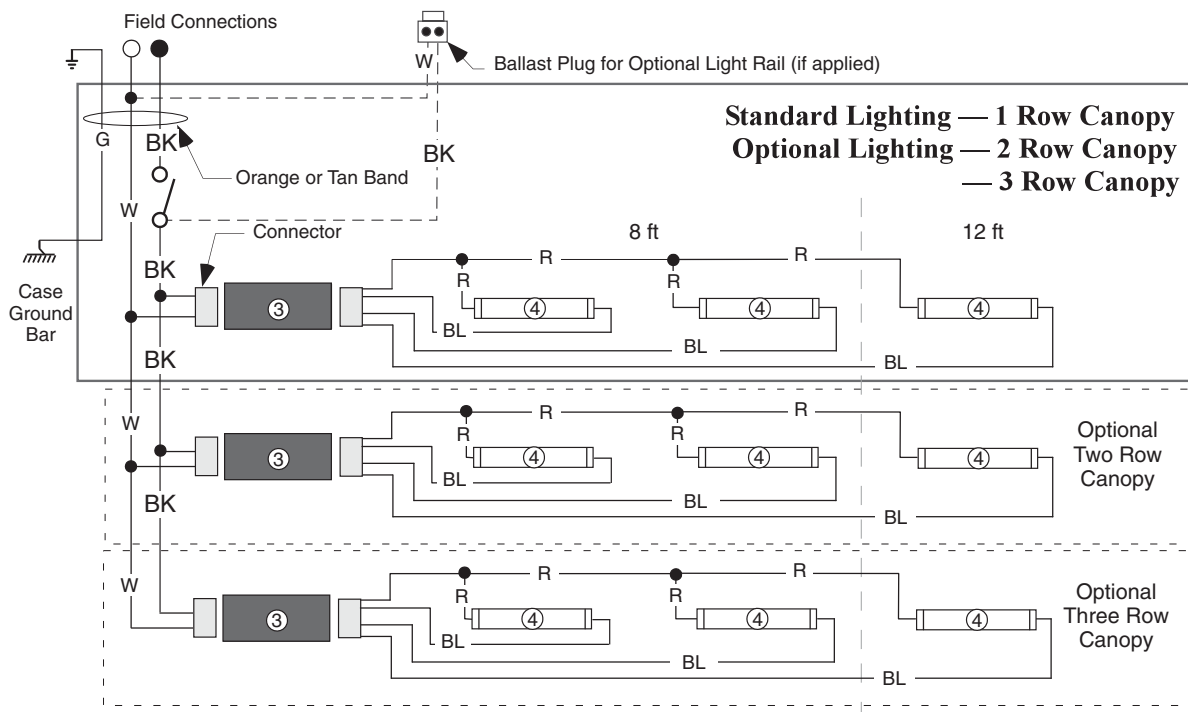 Field Connections
W
Ballast Plug for Optional Light Rail (if applied)
Standard Lighting — 1 Row Canopy
Optional Lighting — 2 Row Canopy
— 3 Row Canopy
G
BK
BK
Orange or Tan Band
W
Connector
8 ft
12 ft
Case
Ground
Bar
BK
R
R
R
R
3
4
4
4
BL
BL
BL
BK
W
R
R
R
R
3
4
4
4
BL
BL
BL
Optional
Two Row
Canopy
BK
W
R
R
R
R
3
4
4
4
BL
BL
BL
Optional
Three Row
Canopy